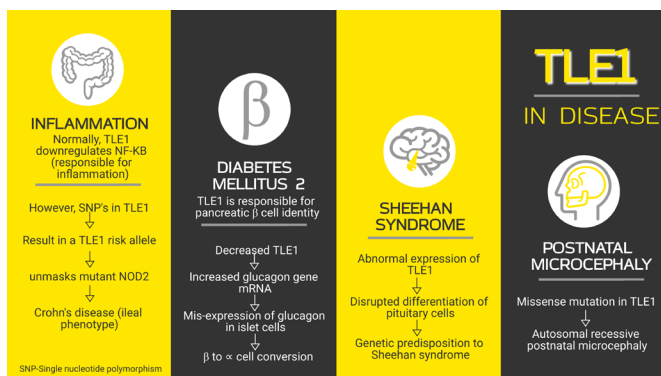 INFLAMMATION
Normally, TLE1
downregulates NF-KB
(responsible for
inflammation)
However, SNP's in TLE1
Result in a TLE1 risk allele
unmasks mutant NOD2
Crohn's disease (ileal
phenotype)
SNP-Single nucleotide polymorphism
β
DIABETES
MELLITUS 2
TLE1 is responsible for
pancreatic β cell identity
Decreased TLE1
Increased glucagon gene
mRNA
Mis-expression of glucagon
in islet cells
β to ∝ cell conversion
SHEEHAN
SYNDROME
Abnormal expression of
TLE1
Disrupted differentiation of
pituitary cells
Genetic predisposition to
Sheehan syndrome
TLE1
IN DISEASE
POSTNATAL
MICROCEPHALY
Missense mutation in TLE1
Autosomal recessive
postnatal microcephaly